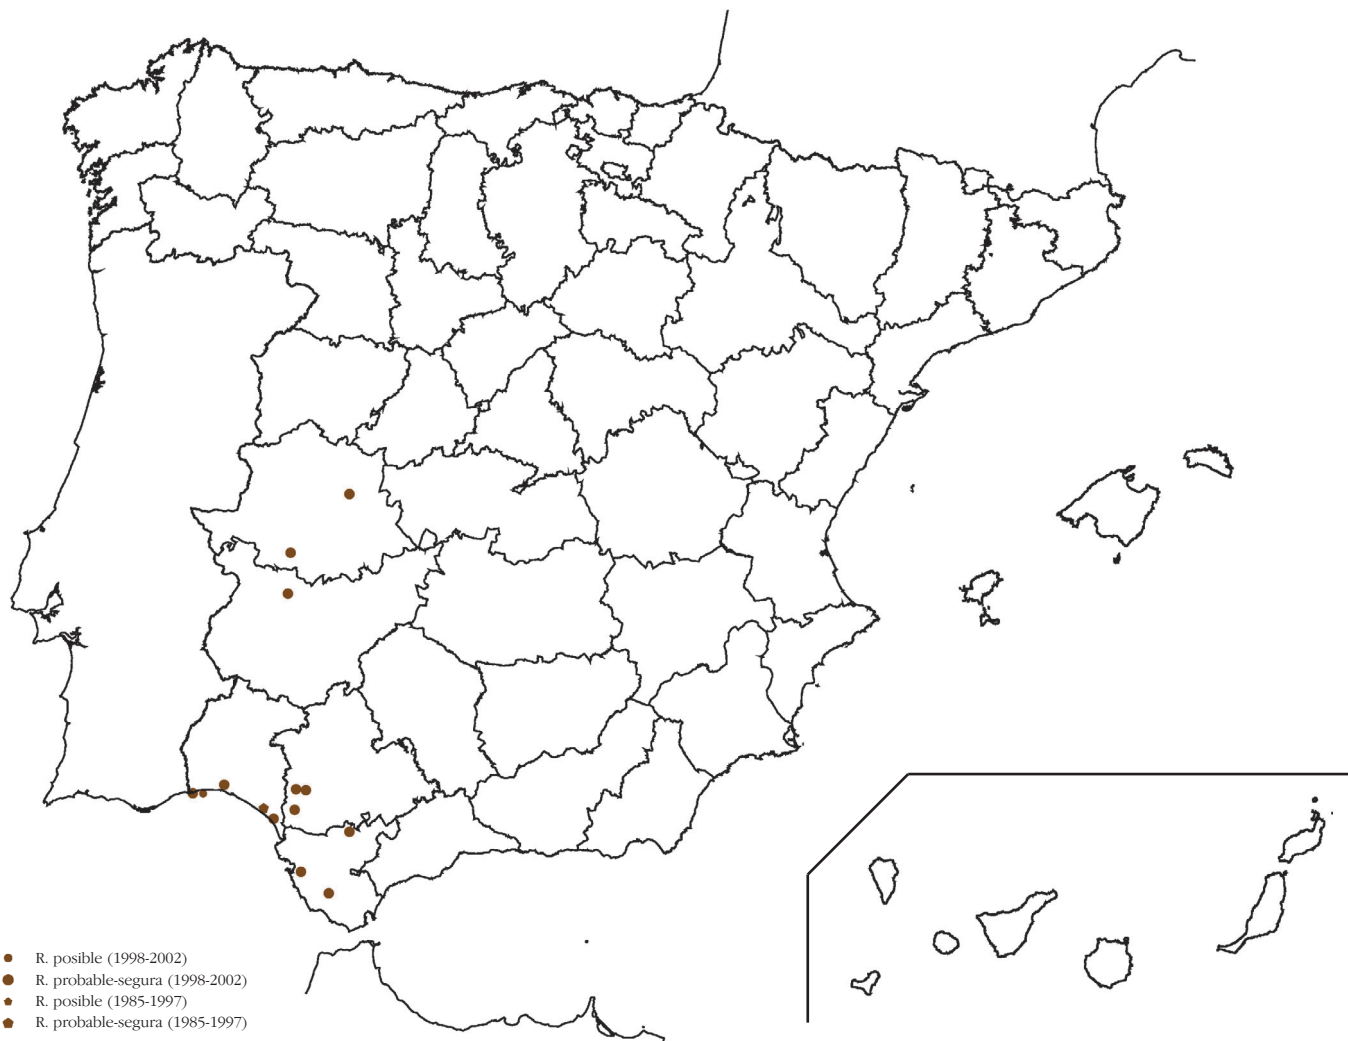 R. posible (1998-2002)
R. probable-segura (1998-2002)
R. posible (1985-1997)
R. probable-segura (1985-1997)